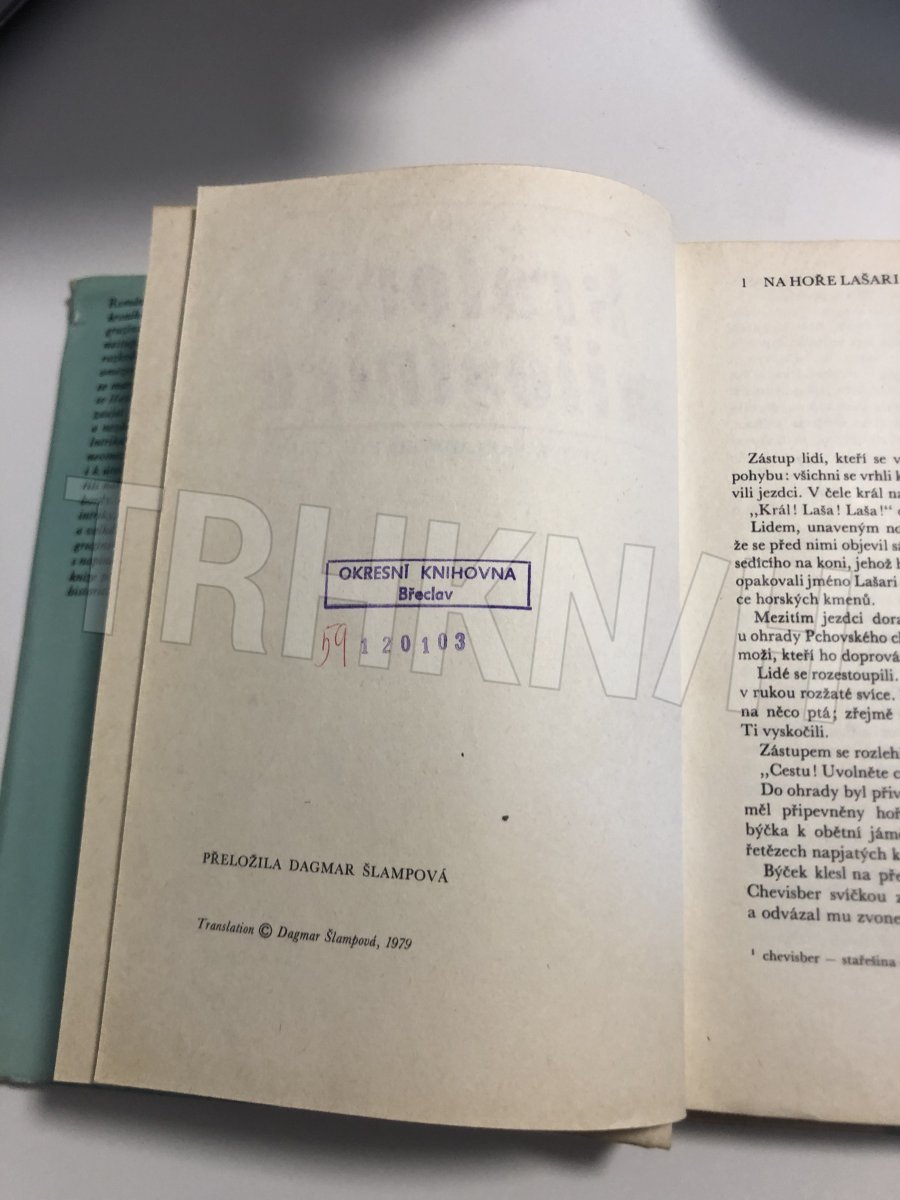 OKRESNÍ KNIHOVNA
Břeclav
59 120103
PŘELOŽILA DAGMAR ŠLAMPOVÁ
Translation © Dagmar Šlampová, 1979
1 NA HOŘE LAŠARI
Zástup lidí, kteří se v
pohybu: všichni se vrhli k
vili jezdci. V čele král na
„Král! Laša! Laša!“
Lidem, unaveným
že se před nimi objevil
sedícího na koni, jehož
opakovali jméno Lašari
ce horských kmenů.
Mezitím jezdci
u ohrady Pchovského
moži, kteří ho
Lidé se rozestoupili.
v rukou rozžaté svíce.
na něco ptá; zřejmě
Ti vyskočili.
Zástupem se
„Cestu! Uvolněte
Do ohrady byl
měl připevněny
býčka k obětní
řetězech napjatých k
Býček klesl na
Chevisber svíčkou z
a odvázal mu
¹ chevisber — stařešina
TRHKNIH